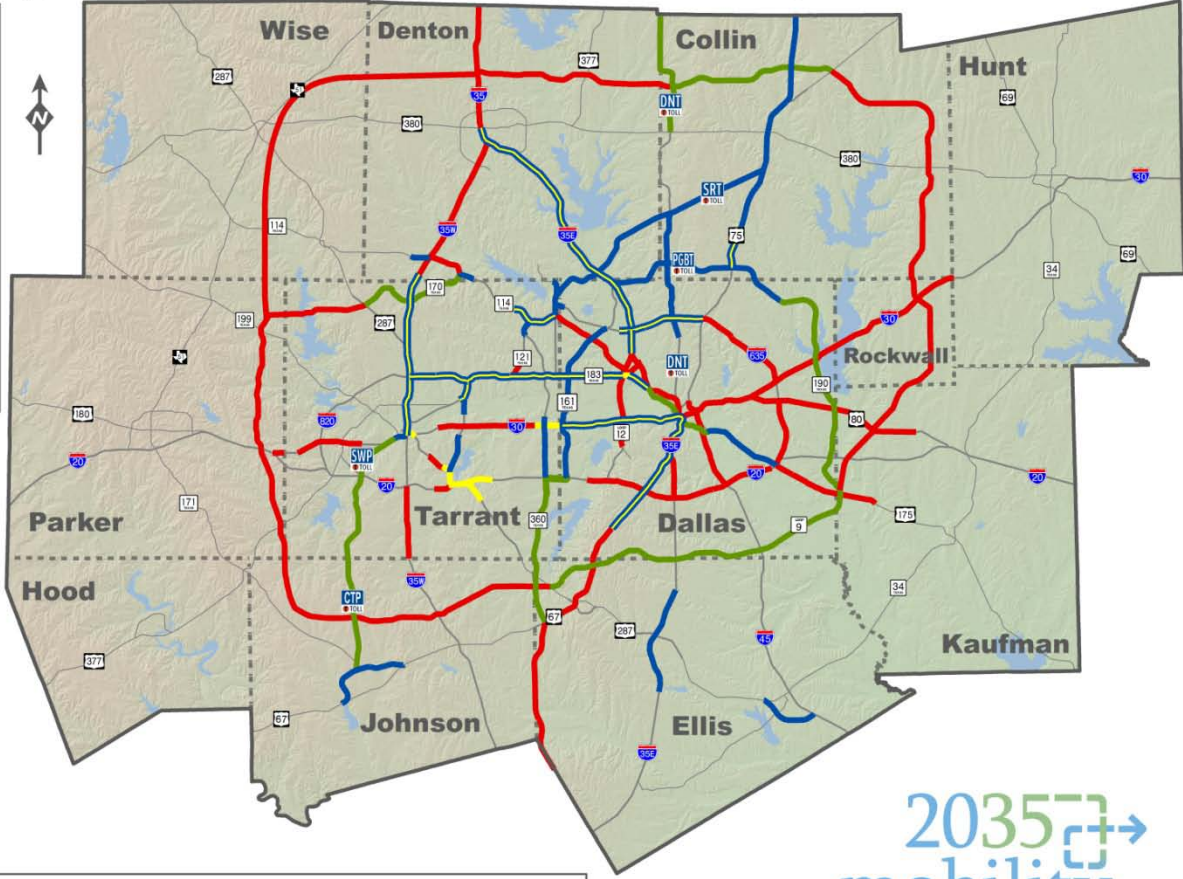 Wise
Denton
Collin
Hunt
287
377
69
N
35
DNT
TOLL
380
380
30
SRT
TOLL
114
35W
35E
75
69
PGBT
TOLL
34
170
114
199
287
30
121
635
Rockwall
DNT
TOLL
183
190
180
820
161
80
30
12
SWP
TOLL
35E
20
20
20
20
171
Parker
Tarrant
360
Dallas
175
9
Hood
35W
34
CTP
TOLL
67
287
45
Kaufman
377
67
Johnson
Ellis
35E
2035
mobility